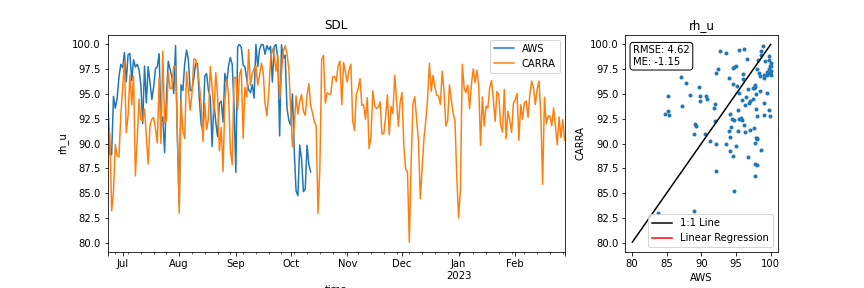 SDL
100.0
97.5
95.0
92.5
90.0
87.5
85.0
82.5
80.0
rh_u
AWS
CARRA
Jul
Aug
Sep
Oct
Nov
Dec
Jan
2023
Feb
time
rh_u
RMSE: 4.62
ME: -1.15
100.0
97.5
95.0
92.5
90.0
87.5
85.0
82.5
80.0
CARRA
1:1 Line
Linear Regression
80
85
90
95
100
AWS